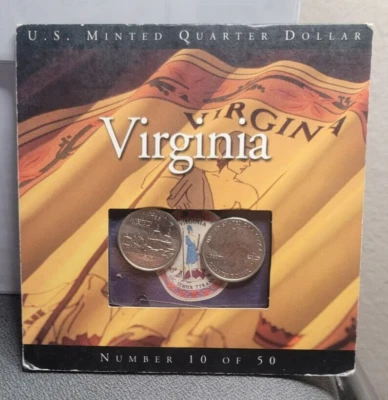 U.S. MINTED QUARTER DOLLAR
VIRGINIA
Virginia
NUMBER 10 OF 50